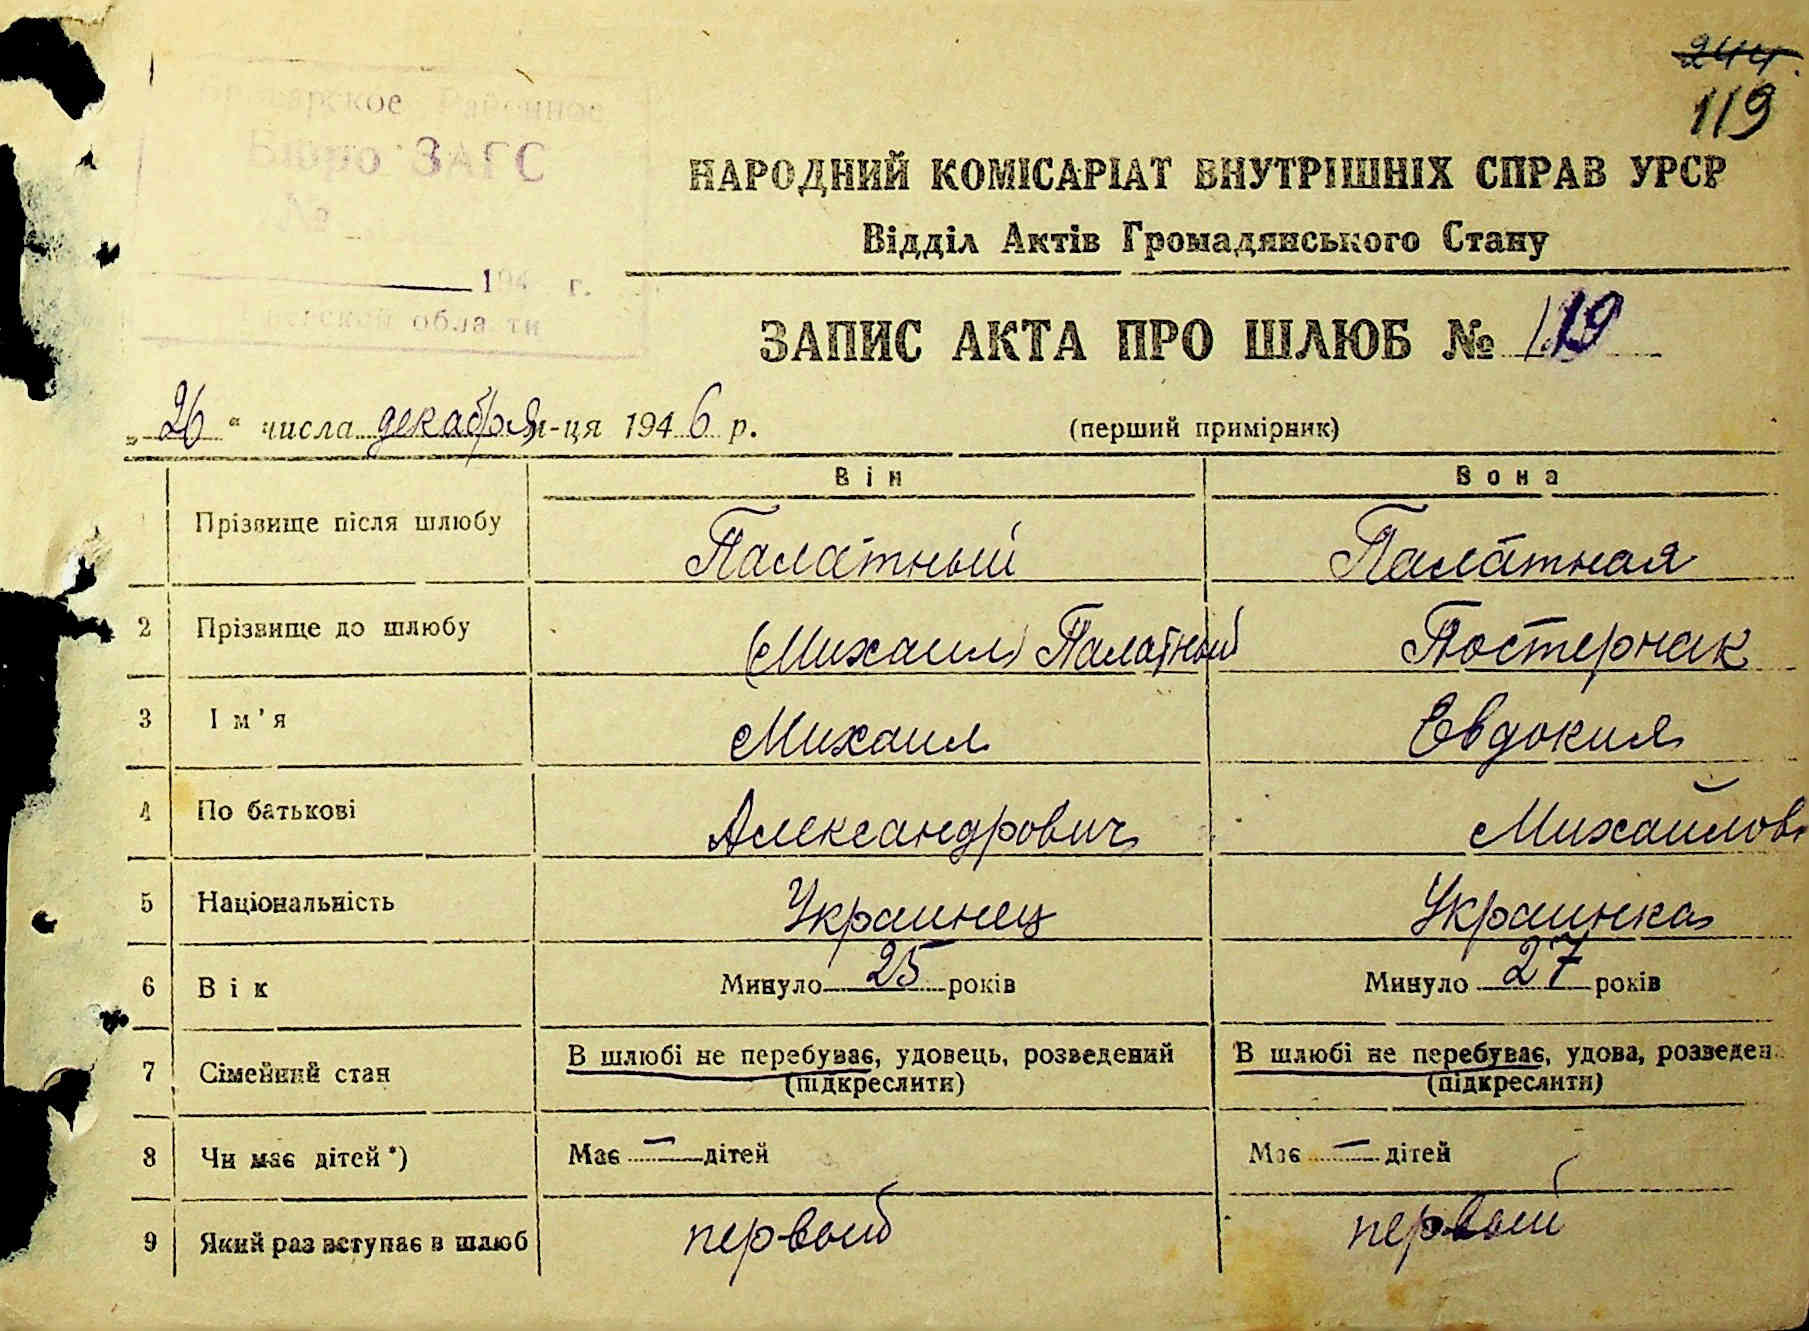 244.
119
Районное
Бюро ЗАГС
№
194 г.
области
НАРОДНИЙ КОМІСАРІАТ ВНУТРІШНІХ СПРАВ УРСР
Відділ Актів Громадянського Стану
ЗАПИС АКТА ПРО ШЛЮБ № 119
„ 26 " числа декабря м-ця 1946 р. (перший примірник)
Він Вона
Прізвище після шлюбу Палатный Палатная
2 Прізвище до шлюбу (Михаил) Палатный Постернак
3 Ім'я Михаил Евдокия
4 По батькові Александрович Михайлов
5 Національність Украинец Украинка
6 Вік Минуло 25 років Минуло 27 років
7 Сімейний стан В шлюбі не перебуває, удовець, розведений (підкреслити) В шлюбі не перебуває, удова, розведен (підкреслити)
8 Чи має дітей *) Має — дітей Має — дітей
9 Який раз вступає в шлюб первый первый